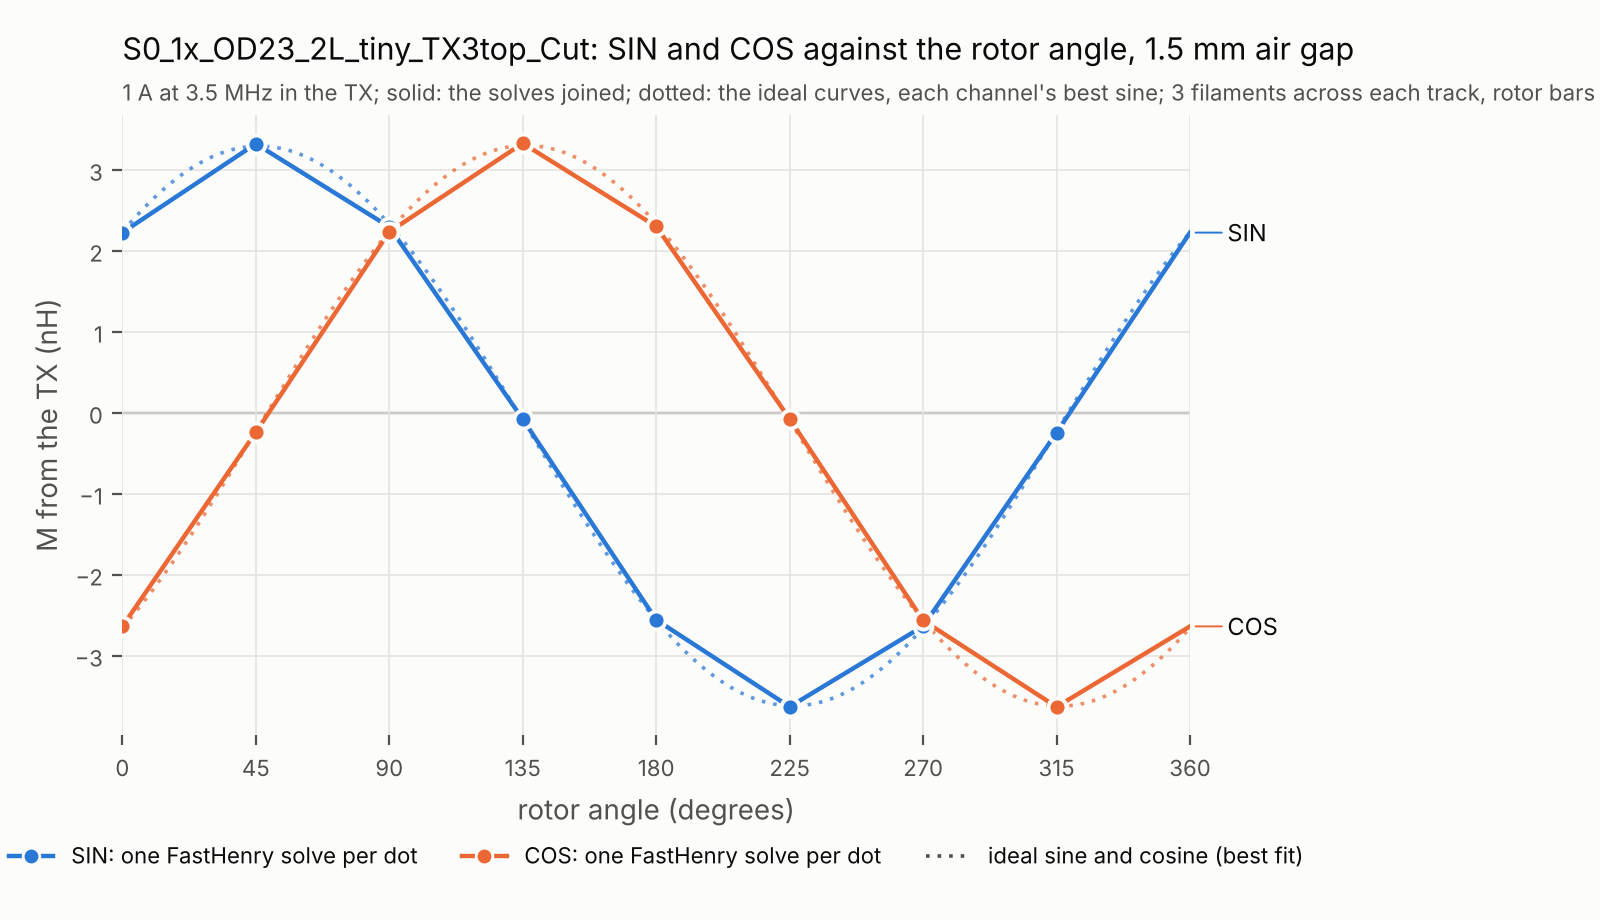 S0_1x_OD23_2L_tiny_TX3top_Cut: SIN and COS against the rotor angle, 1.5 mm air gap
1 A at 3.5 MHz in the TX; solid: the solves joined; dotted: the ideal curves, each channel's best sine; 3 filaments across each track, rotor bars
3
2
1
0
−1
−2
−3
M from the TX (nH)
SIN
COS
0 45 90 135 180 225 270 315 360
rotor angle (degrees)
SIN: one FastHenry solve per dot COS: one FastHenry solve per dot ideal sine and cosine (best fit)